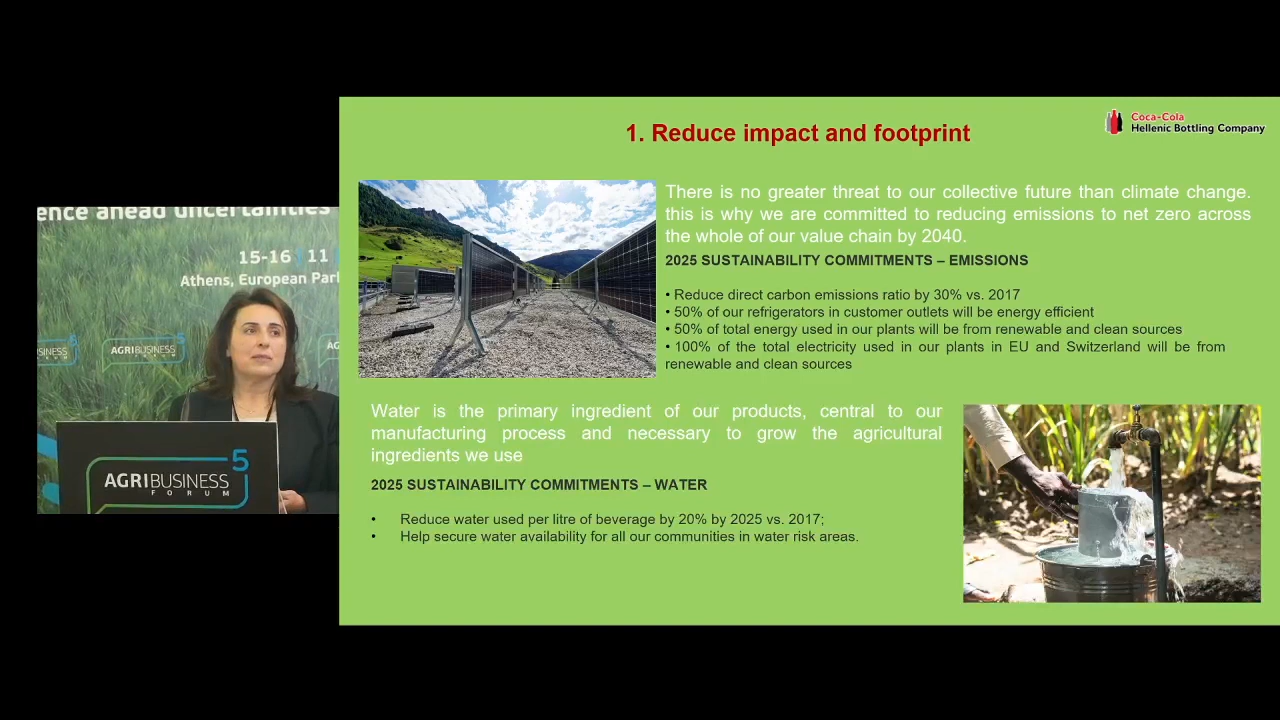 ence ahead uncertainties
15-16 11
Athens, European Par
BUSINESS
AGRIBUSINESS
5
AGRIBUSINESS
FORUM
1. Reduce impact and footprint
Coca-Cola
Hellenic Bottling Company
There is no greater threat to our collective future than climate change.
this is why we are committed to reducing emissions to net zero across
the whole of our value chain by 2040.
2025 SUSTAINABILITY COMMITMENTS – EMISSIONS
• Reduce direct carbon emissions ratio by 30% vs. 2017
• 50% of our refrigerators in customer outlets will be energy efficient
• 50% of total energy used in our plants will be from renewable and clean sources
• 100% of the total electricity used in our plants in EU and Switzerland will be from
renewable and clean sources
Water is the primary ingredient of our products, central to our
manufacturing process and necessary to grow the agricultural
ingredients we use
2025 SUSTAINABILITY COMMITMENTS – WATER
• Reduce water used per litre of beverage by 20% by 2025 vs. 2017;
• Help secure water availability for all our communities in water risk areas.